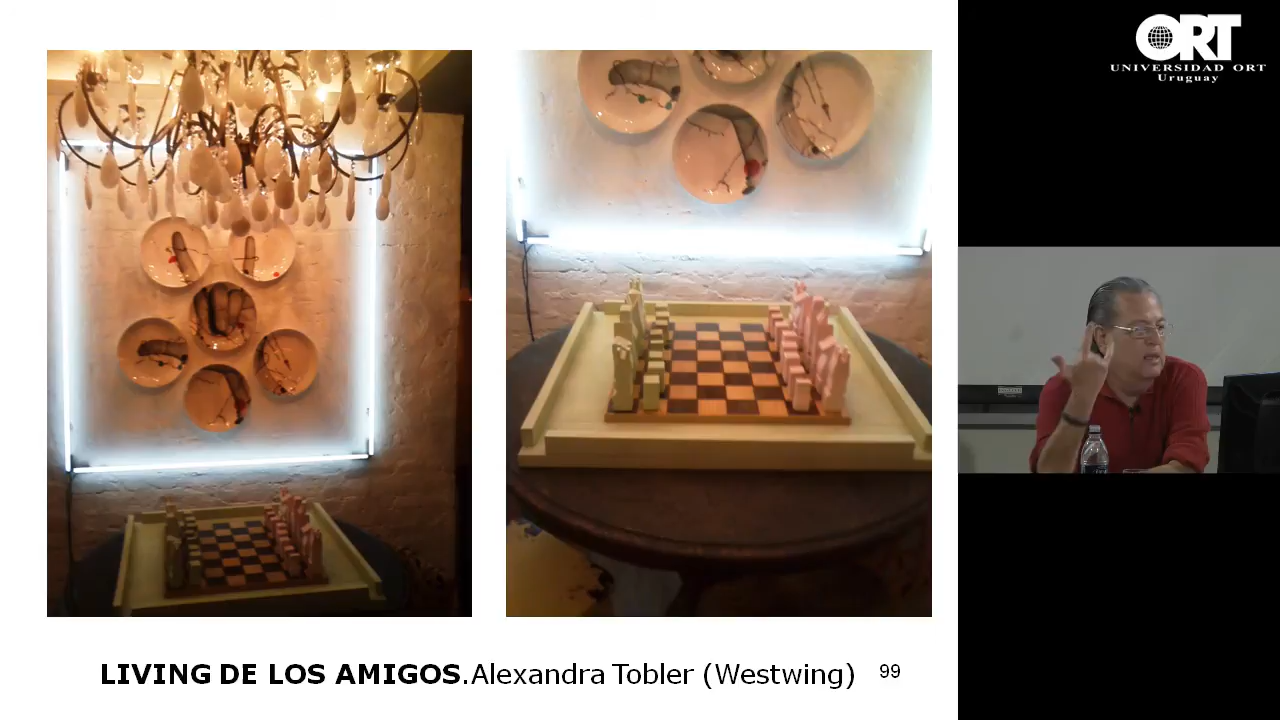 ORT
UNIVERSIDAD ORT
Uruguay
LIVING DE LOS AMIGOS.Alexandra Tobler (Westwing) 99